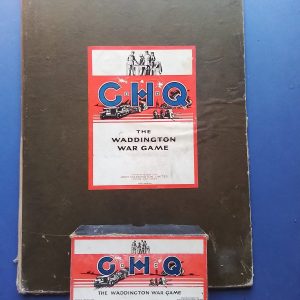 G.H.Q.
THE
WADDINGTON
WAR GAME
G.H.Q.
THE WADDINGTON WAR GAME